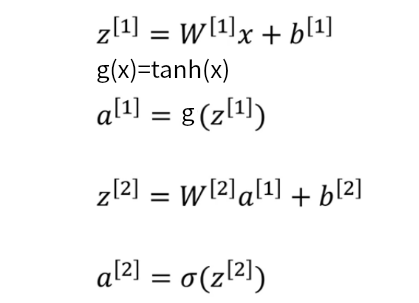 z^[1] = W^[1]x + b^[1]
g(x)=tanh(x)
a^[1] = g(z^[1])
z^[2] = W^[2]a^[1] + b^[2]
a^[2] = σ(z^[2])